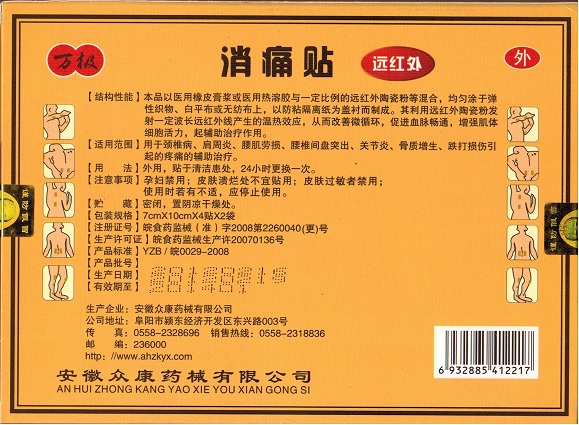 万极
消痛贴
远红外
外
【结构性能】本品以医用橡皮膏浆或医用热溶胶与一定比例的远红外陶瓷粉等混合，均匀涂于弹
性织物、白平布或无纺布上，以防粘隔离纸为盖衬而制成。其利用远红外陶瓷粉发
射一定波长远红外线产生的温热效应，从而改善微循环，促进血脉畅通，增强肌体
细胞活力，起辅助治疗作用。
【适用范围】用于颈椎病、肩周炎、腰肌劳损、腰椎间盘突出、关节炎、骨质增生、跌打损伤引
起的疼痛的辅助治疗。
【用 法】外用，贴于清洁患处，24小时更换一次。
【注意事项】孕妇禁用；皮肤溃烂处不宜贴用；皮肤过敏者禁用；
使用时若有不适，应停止使用。
【贮 藏】密闭，置阴凉干燥处。
【包装规格】7cmX10cmX4贴X2袋
【注册证号】皖食药监械（准）字2008第2260040(更)号
【生产许可证】皖食药监械生产许20070136号
【产品标准】YZB/皖0029-2008
【产品批号】
【生产日期】
【有效期至】
生产企业：安徽众康药械有限公司
公司地址：阜阳市颍东经济开发区东兴路003号
传 真：0558-2328696 销售热线：0558-2318836
邮 编：236000
http://www.ahzkyx.com
安徽众康药械有限公司
AN HUI ZHONG KANG YAO XIE YOU XIAN GONG SI
6 932885 412217